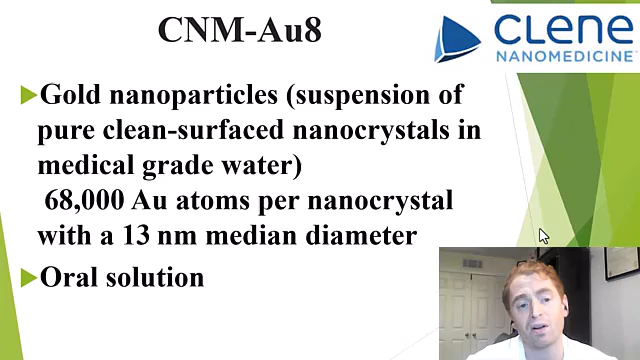 CNM-Au8
CLENE
NANOMEDICINE
Gold nanoparticles (suspension of
pure clean-surfaced nanocrystals in
medical grade water)
68,000 Au atoms per nanocrystal
with a 13 nm median diameter
Oral solution